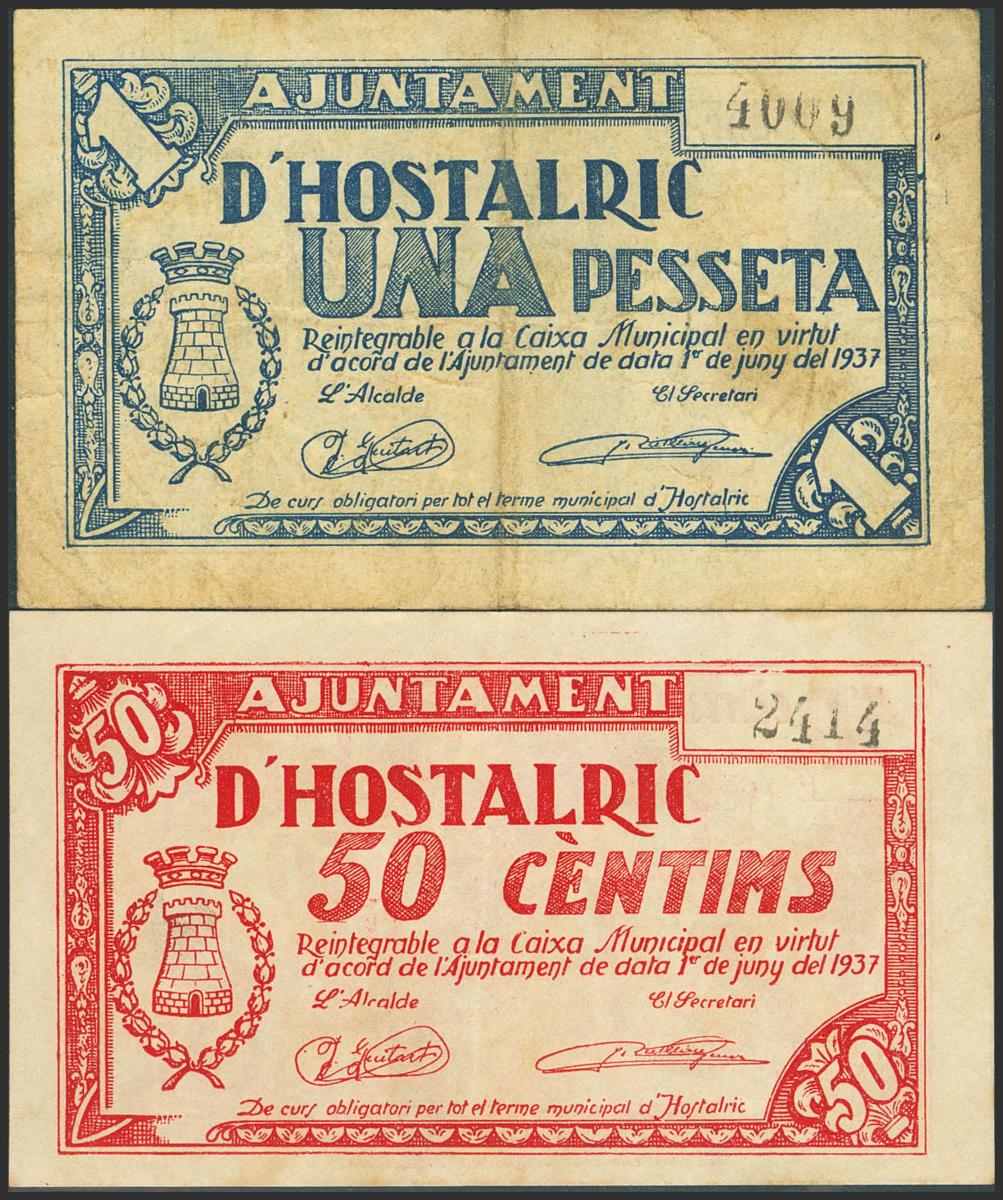 1
AJUNTAMENT
4009
D'HOSTALRIC
UNA PESSETA
Reintegrable a la Caixa Municipal en virtut
d'acord de l'Ajuntament de data 1er de juny del 1937
L'Alcalde El Secretari
Guitart
De curs obligatori per tot el terme municipal d'Hostalric
1
50
AJUNTAMENT
2414
D'HOSTALRIC
50 CÈNTIMS
Reintegrable a la Caixa Municipal en virtut
d'acord de l'Ajuntament de data 1er de juny del 1937
L'Alcalde El Secretari
Guitart
De curs obligatori per tot el terme municipal d'Hostalric
50